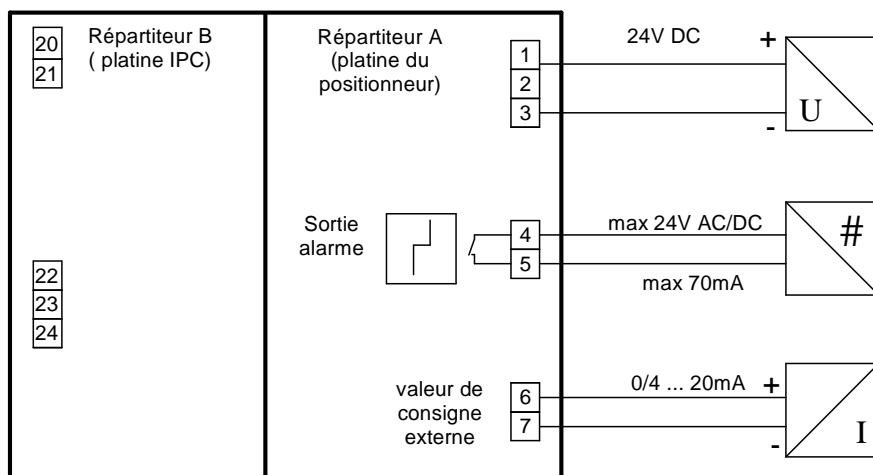 20
21
Répartiteur B
( platine IPC)
Répartiteur A
(platine du
positionneur)
1
2
3
24V DC
+
-
U
Sortie
alarme
4
5
max 24V AC/DC
max 70mA
#
22
23
24
valeur de
consigne
externe
6
7
0/4 ... 20mA
+
-
I